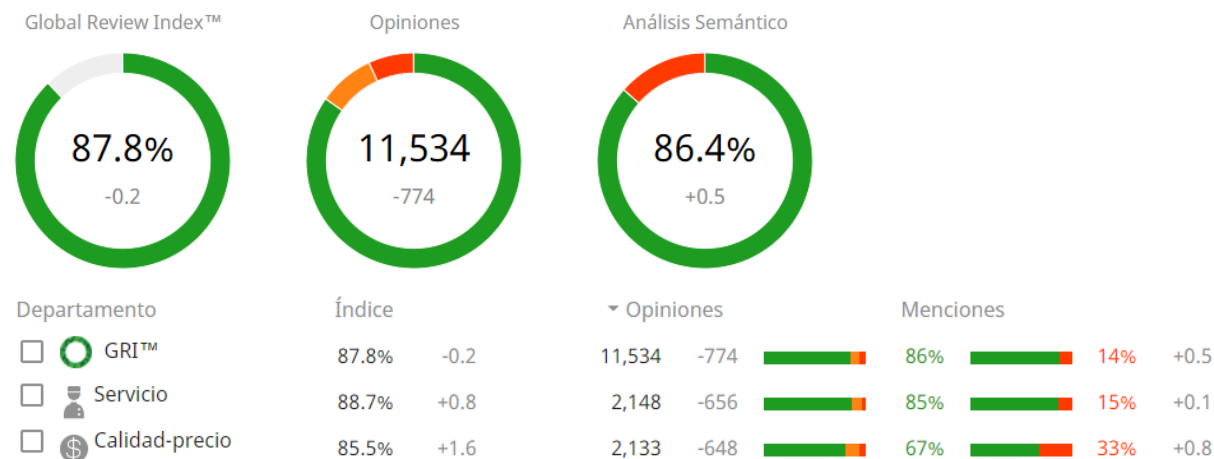 Global Review Index™ Opiniones Análisis Semántico
87.8% 11,534 86.4%
-0.2 -774 +0.5
Departamento Índice Opiniones Menciones
GRI™ 87.8% -0.2 11,534 -774 86% 14% +0.5
Servicio 88.7% +0.8 2,148 -656 85% 15% +0.1
$ Calidad-precio 85.5% +1.6 2,133 -648 67% 33% +0.8